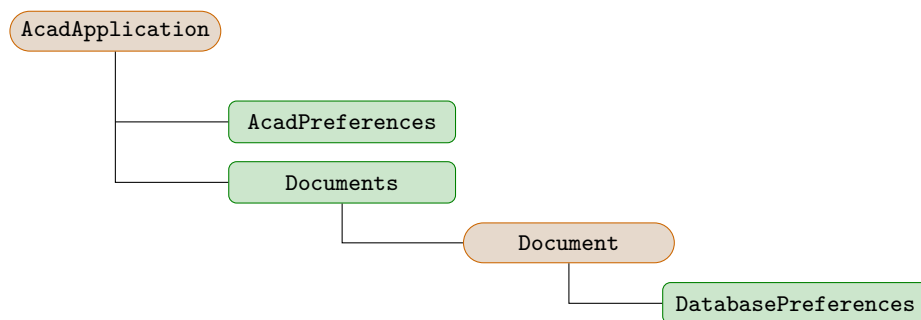 AcadApplication
AcadPreferences
Documents
Document
DatabasePreferences